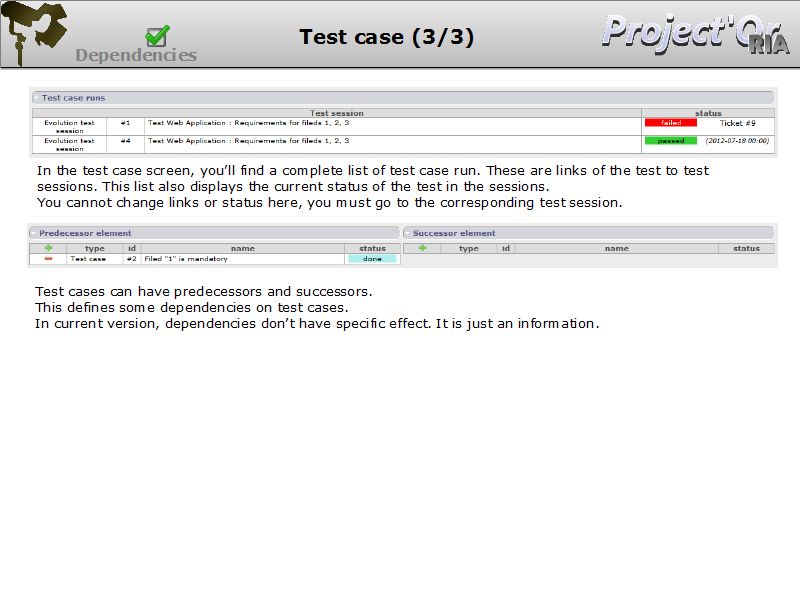 Dependencies
Test case (3/3)
Project'Or
RIA
Test case runs
Test session status
Evolution test session #1 Test Web Application : Requirements for fileds 1, 2, 3 failed Ticket #9
Evolution test session #4 Test Web Application : Requirements for fileds 1, 2, 3 passed (2012-07-18 00:00)
In the test case screen, you’ll find a complete list of test case run. These are links of the test to test
sessions. This list also displays the current status of the test in the sessions.
You cannot change links or status here, you must go to the corresponding test session.
Predecessor element
type id name status
Test case #2 Filed "1" is mandatory done
Successor element
type id name status
Test cases can have predecessors and successors.
This defines some dependencies on test cases.
In current version, dependencies don’t have specific effect. It is just an information.